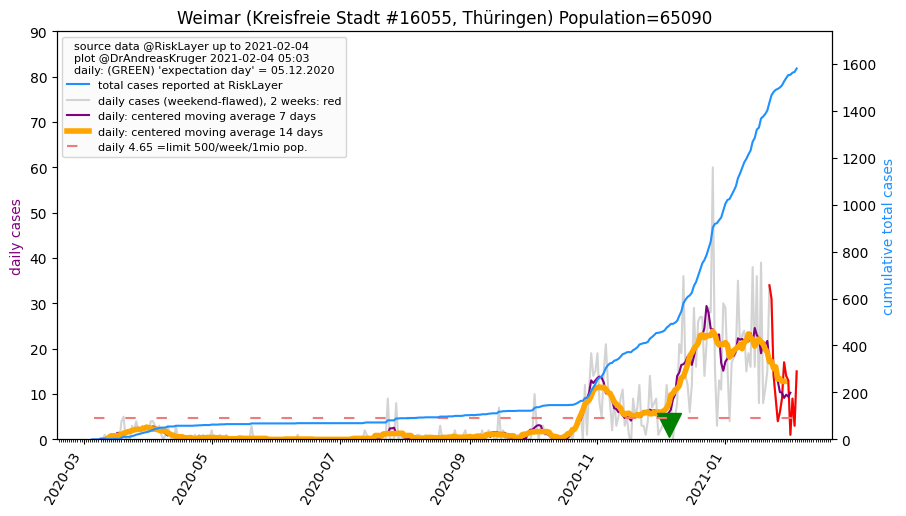 Weimar (Kreisfreie Stadt #16055, Thüringen) Population=65090
source data @RiskLayer up to 2021-02-04
plot @DrAndreasKruger 2021-02-04 05:03
daily: (GREEN) 'expectation day' = 05.12.2020
total cases reported at RiskLayer
daily cases (weekend-flawed), 2 weeks: red
daily: centered moving average 7 days
daily: centered moving average 14 days
daily 4.65 =limit 500/week/1mio pop.
daily cases
90
80
70
60
50
40
30
20
10
0
1600
1400
1200
1000
800
600
400
200
0
cumulative total cases
2020-03
2020-05
2020-07
2020-09
2020-11
2021-01